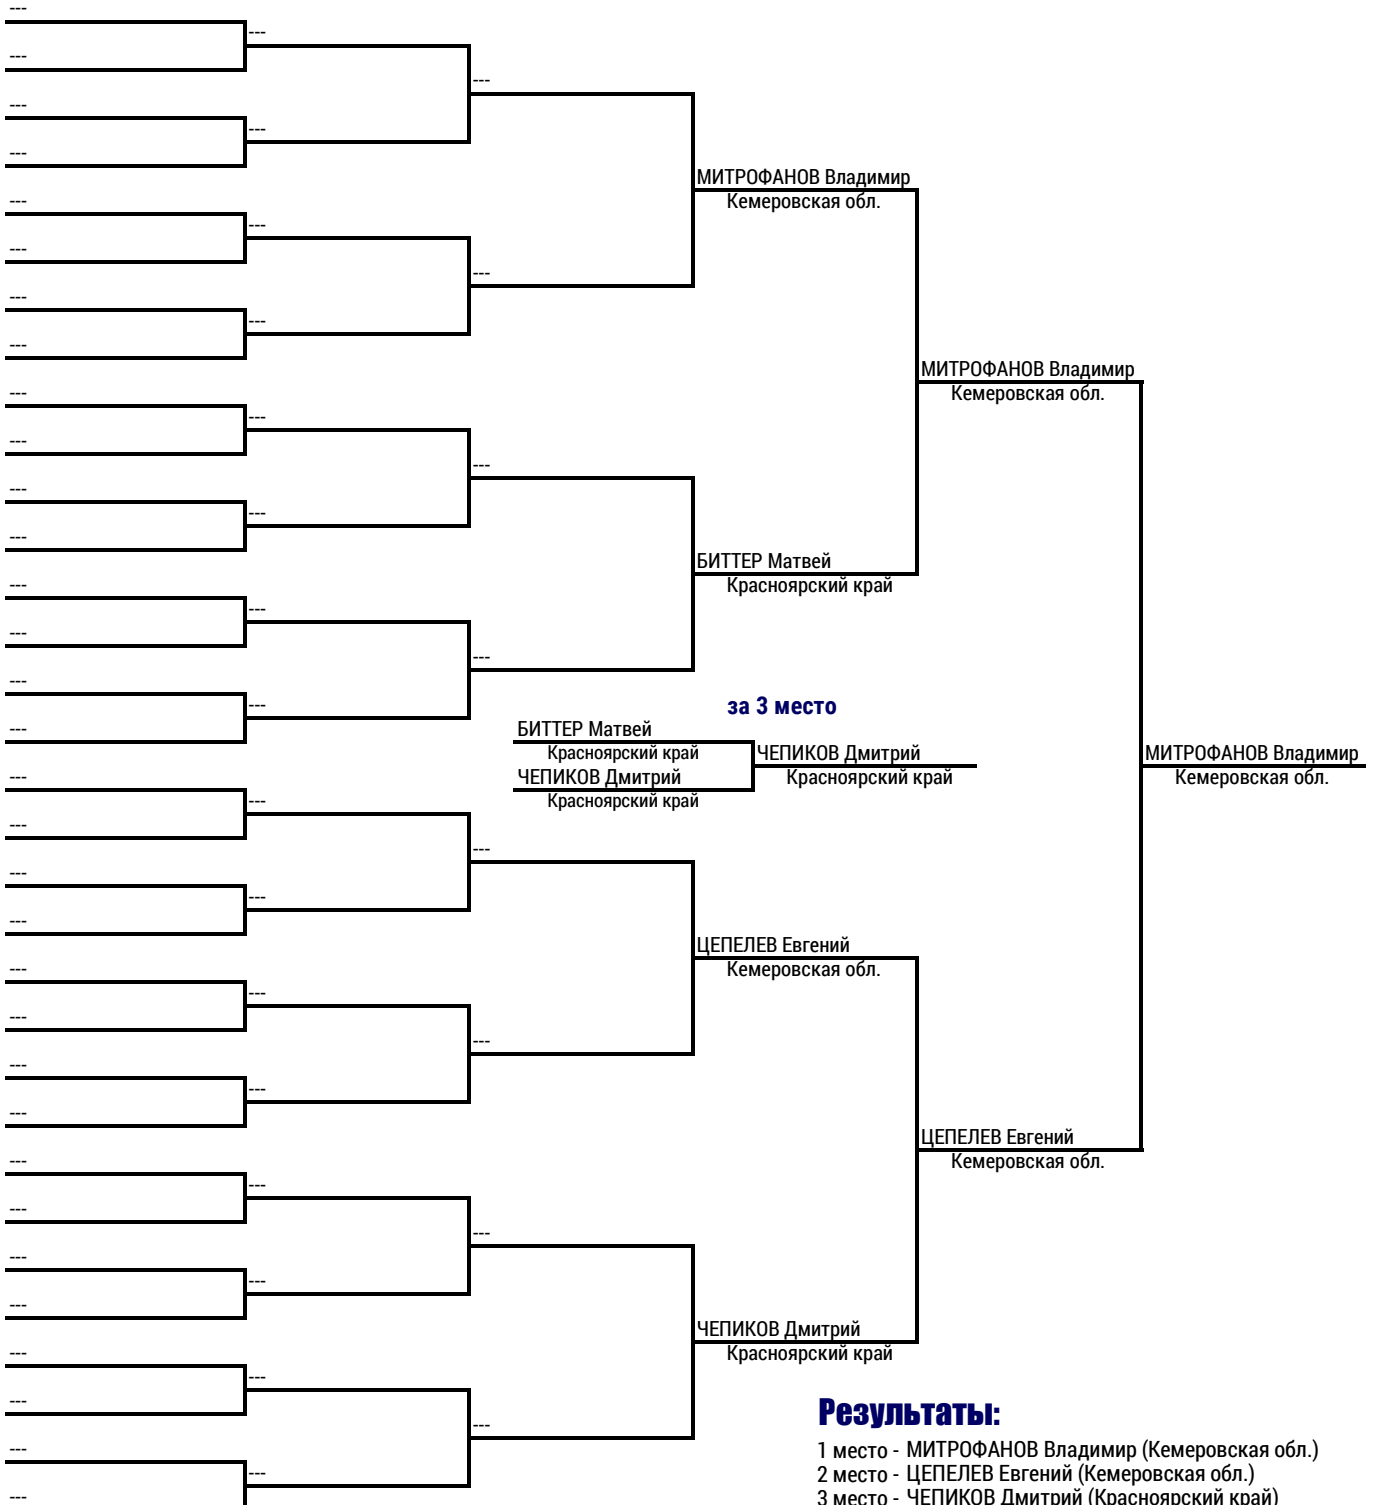 ---
---
---
---
---
---
---
---
МИТРОФАНОВ Владимир
Кемеровская обл.
---
---
---
---
---
---
---
МИТРОФАНОВ Владимир
Кемеровская обл.
---
---
---
---
---
---
---
БИТТЕР Матвей
Красноярский край
---
---
---
---
---
---
за 3 место
---
БИТТЕР Матвей
Красноярский край
ЧЕПИКОВ Дмитрий
Красноярский край
ЧЕПИКОВ Дмитрий
Красноярский край
МИТРОФАНОВ Владимир
Кемеровская обл.
---
---
---
---
---
---
---
ЦЕПЕЛЕВ Евгений
Кемеровская обл.
---
---
---
---
---
---
---
ЦЕПЕЛЕВ Евгений
Кемеровская обл.
---
---
---
---
---
---
---
ЧЕПИКОВ Дмитрий
Красноярский край
---
---
---
---
---
---
---
Результаты:
1 место - МИТРОФАНОВ Владимир (Кемеровская обл.)
2 место - ЦЕПЕЛЕВ Евгений (Кемеровская обл.)
3 место - ЧЕПИКОВ Дмитрий (Красноярский край)